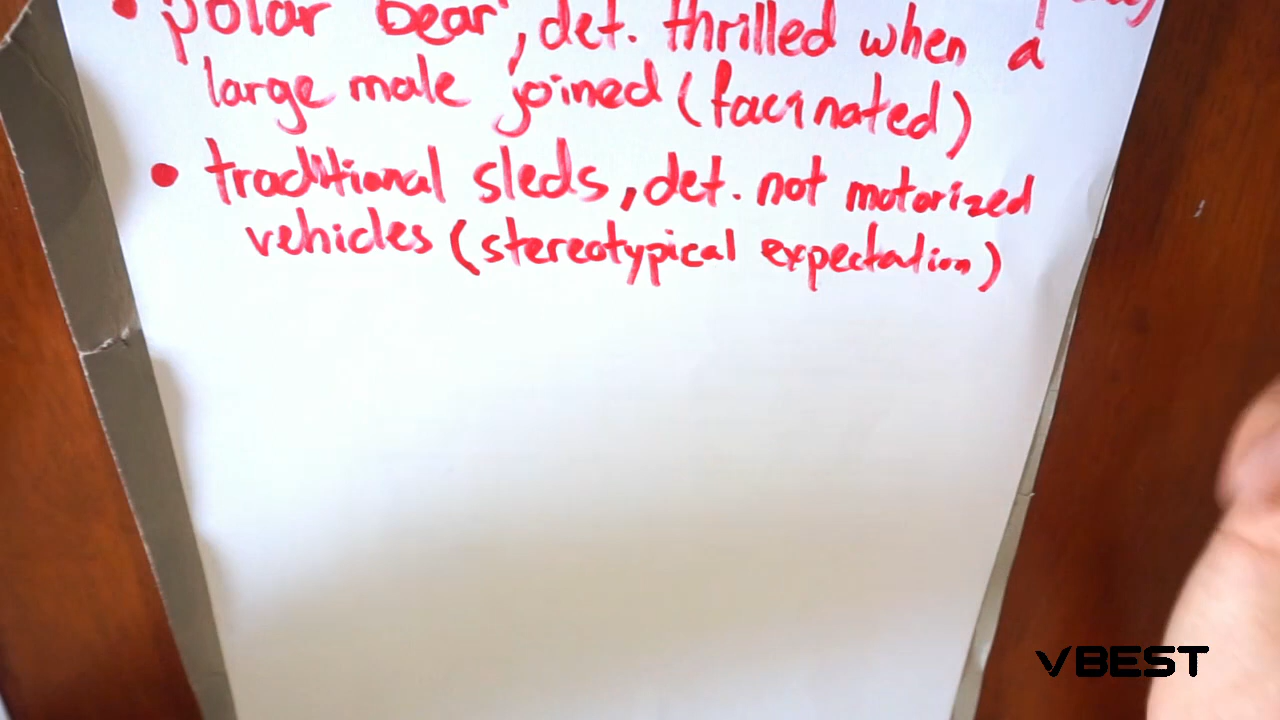 • polar bear, det. thrilled when a
large male joined (facinated)
• traditional sleds, det. not motorized
vehicles (stereotypical expectation)
VBEST